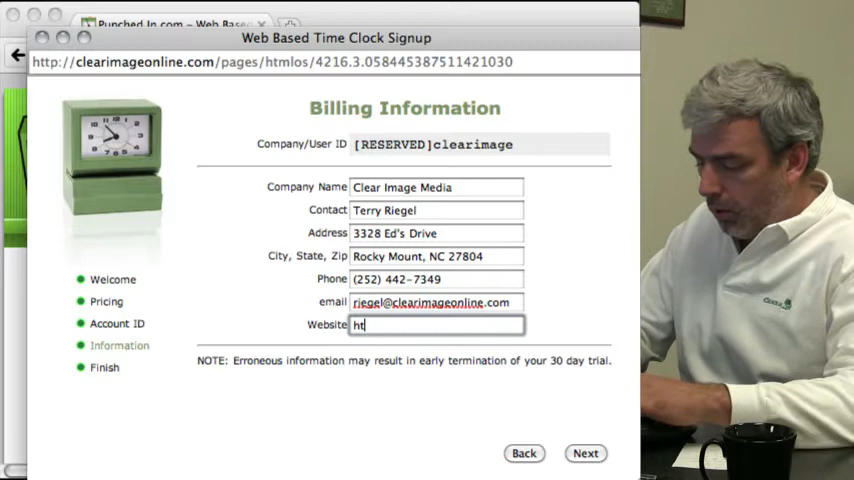 Punched In.com - Web Based
Web Based Time Clock Signup
http://clearimageonline.com/pages/htmlos/4216.3.058445387511421030
Billing Information
Company/User ID [RESERVED]clearimage
Company Name Clear Image Media
Contact Terry Riegel
Address 3328 Ed's Drive
City, State, Zip Rocky Mount, NC 27804
Phone (252) 442-7349
email riegel@clearimageonline.com
Website ht
Welcome
Pricing
Account ID
Information
Finish
NOTE: Erroneous information may result in early termination of your 30 day trial.
Back Next